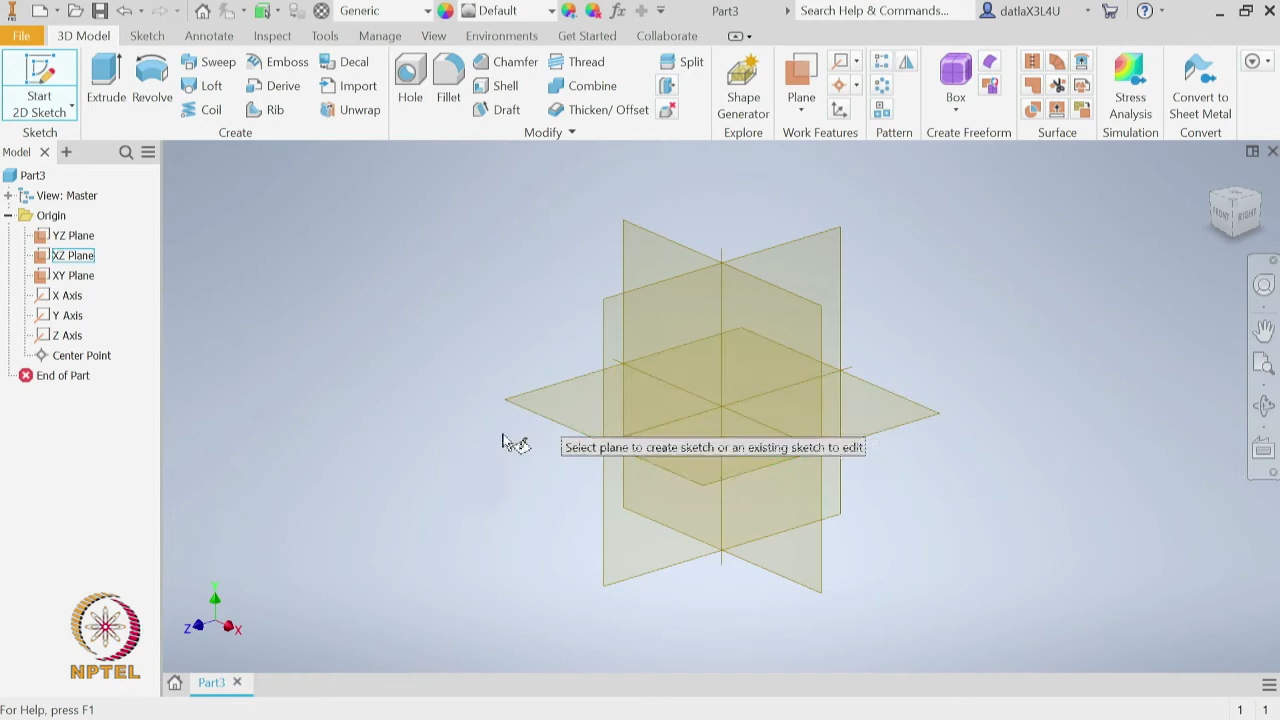 Generic
Default
Part3
Search Help & Commands...
datlaX3L4U
File
3D Model
Sketch
Annotate
Inspect
Tools
Manage
View
Environments
Get Started
Collaborate
Start
2D Sketch
Sketch
Extrude
Revolve
Sweep
Loft
Coil
Emboss
Derive
Rib
Decal
Import
Unwrap
Create
Hole
Fillet
Chamfer
Shell
Draft
Thread
Combine
Thicken/ Offset
Split
Modify
Shape
Generator
Explore
Plane
Work Features
Pattern
Box
Create Freeform
Surface
Stress
Analysis
Simulation
Convert to
Sheet Metal
Convert
Model
Part3
View: Master
Origin
YZ Plane
XZ Plane
XY Plane
X Axis
Y Axis
Z Axis
Center Point
End of Part
FRONT
RIGHT
Select plane to create sketch or an existing sketch to edit
Y
Z
X
NPTEL
Part3
For Help, press F1
1 1